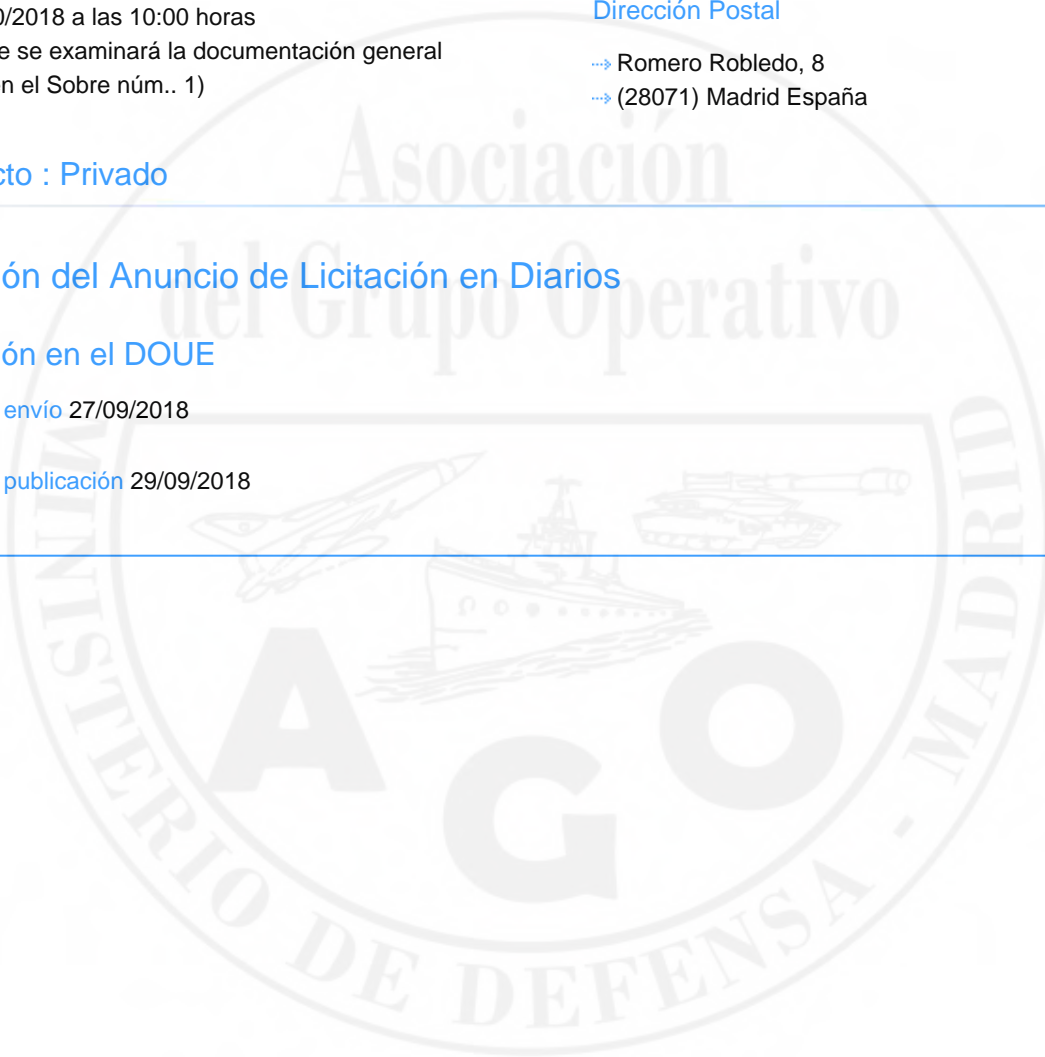 0/2018 a las 10:00 horas
e se examinará la documentación general
n el Sobre núm.. 1)
Dirección Postal
Romero Robledo, 8
(28071) Madrid España
cto : Privado
ón del Anuncio de Licitación en Diarios
ón en el DOUE
envío 27/09/2018
publicación 29/09/2018
Asociación
del Grupo Operativo
AGO
MINISTERIO DE DEFENSA - MADRID